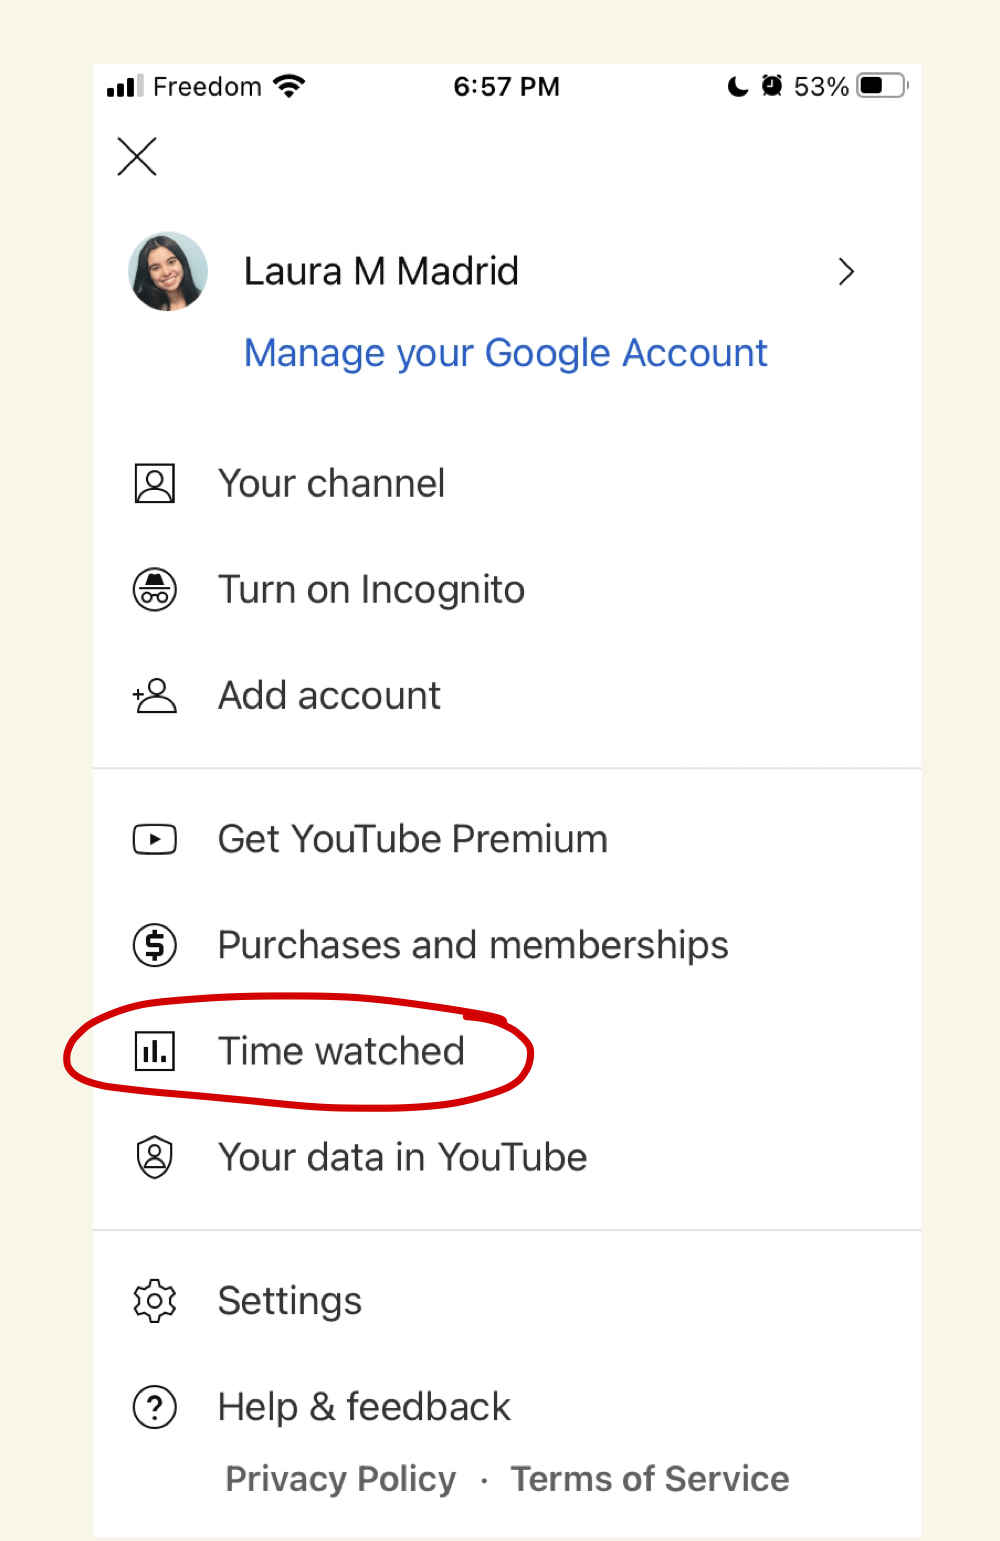 Freedom 6:57 PM 53%
Laura M Madrid
Manage your Google Account
Your channel
Turn on Incognito
Add account
Get YouTube Premium
Purchases and memberships
Time watched
Your data in YouTube
Settings
Help & feedback
Privacy Policy · Terms of Service